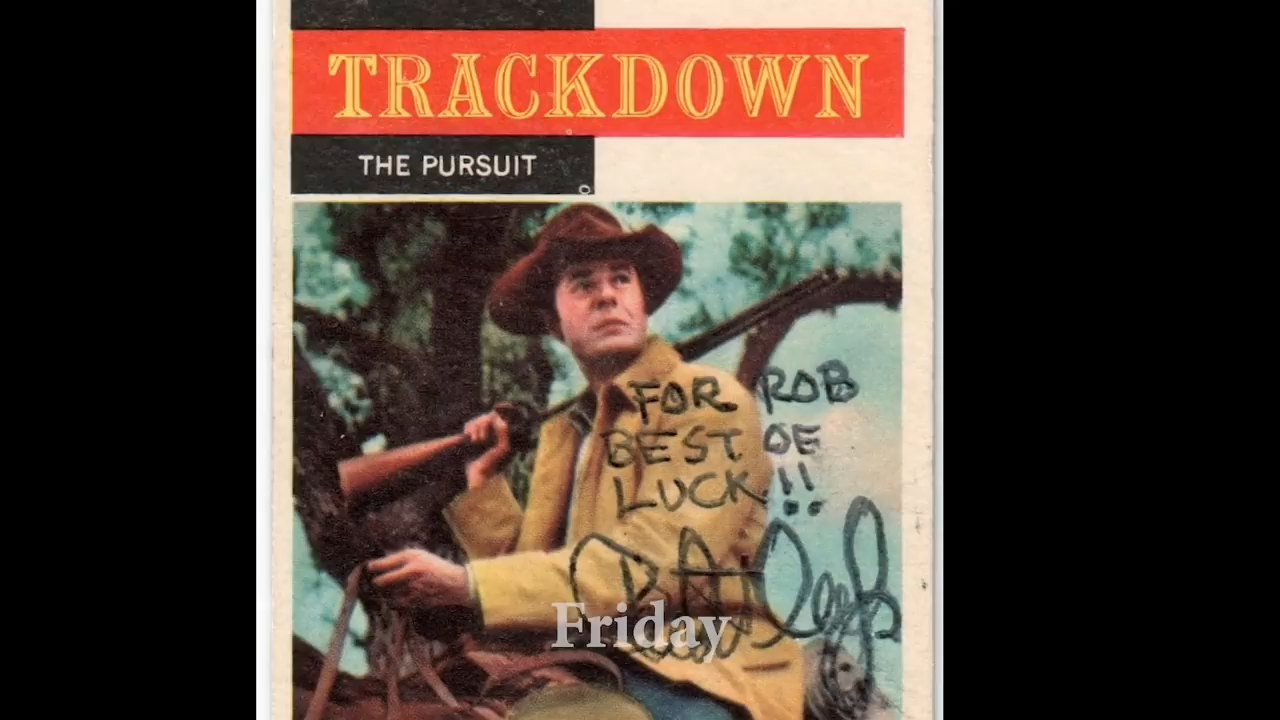 TRACKDOWN
THE PURSUIT
FOR ROB
BEST OF
LUCK!!
Friday